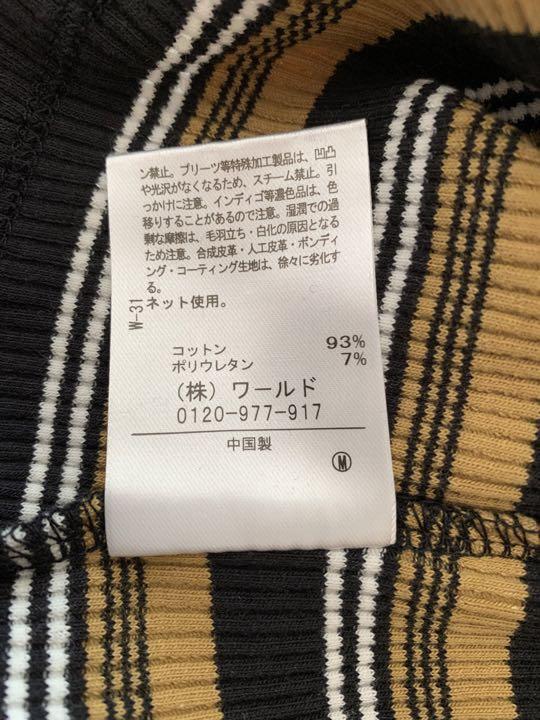 ン禁止。プリーツ等特殊加工製品は、凹凸
や光沢がなくなるため、スチーム禁止。引
っかけに注意。インディゴ等濃色品は、色
移りすることがあるので注意。湿潤での過
剰な摩擦は、毛羽立ち・白化の原因となる
ため注意。合成皮革・人工皮革・ボンディ
ング・コーティング生地は、徐々に劣化す
る。
ネット使用。
W-31
コットン 93%
ポリウレタン 7%
(株) ワールド
0120-977-917
中国製
M